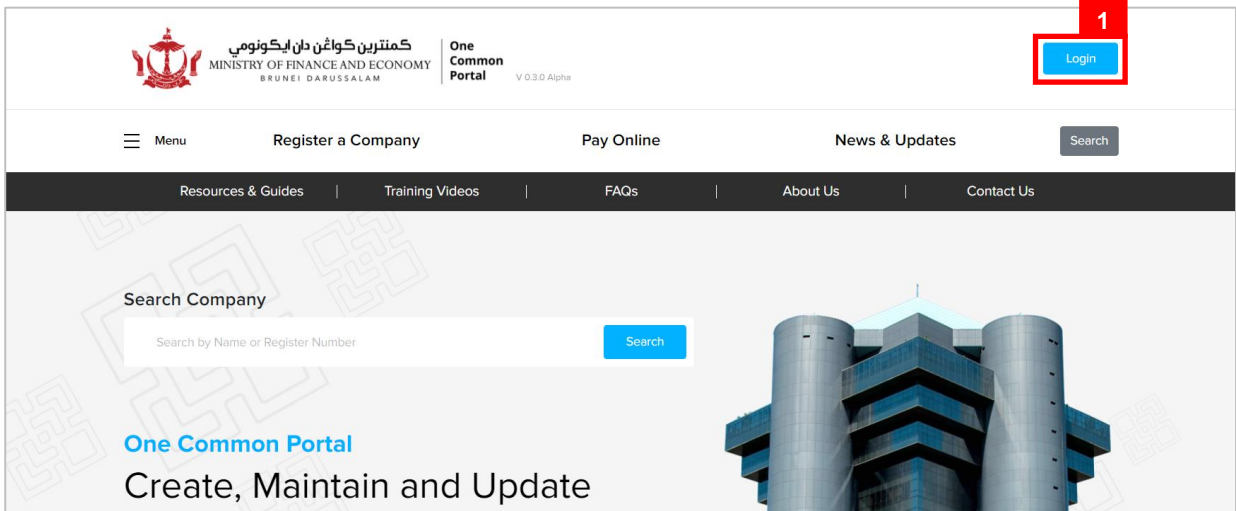 1
Login
كمنترين كواڠن دان ايكونومي
MINISTRY OF FINANCE AND ECONOMY
BRUNEI DARUSSALAM
One
Common
Portal
V 0.3.0 Alpha
Menu
Register a Company
Pay Online
News & Updates
Search
Resources & Guides | Training Videos | FAQs | About Us | Contact Us
Search Company
Search by Name or Register Number
Search
One Common Portal
Create, Maintain and Update